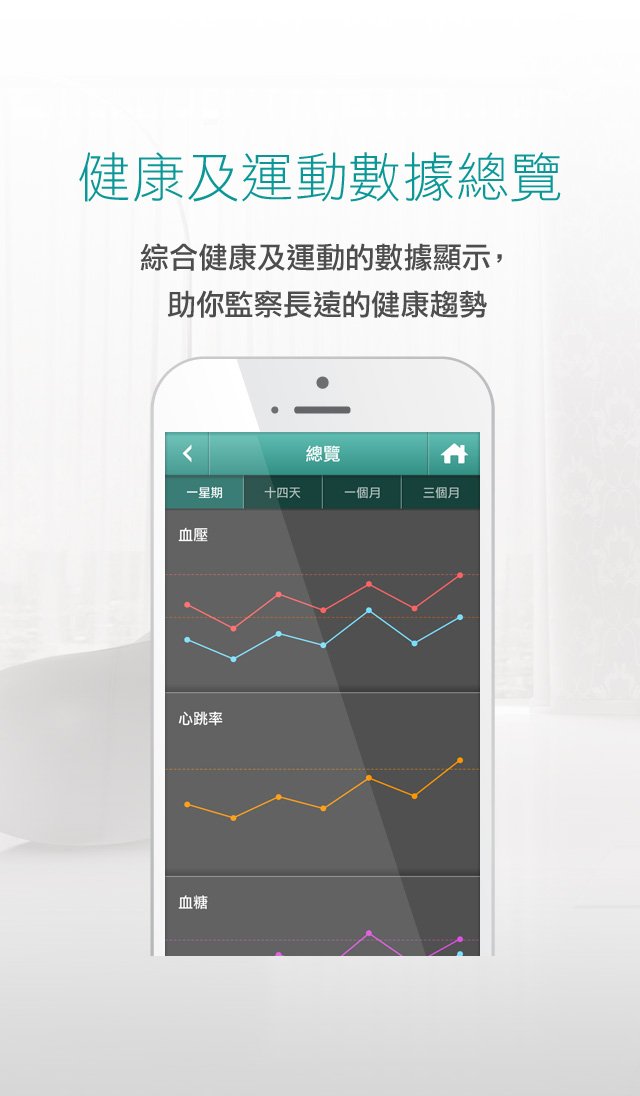 健康及運動數據總覽
綜合健康及運動的數據顯示，
助你監察長遠的健康趨勢
總覽
一星期 十四天 一個月 三個月
血壓
心跳率
血糖